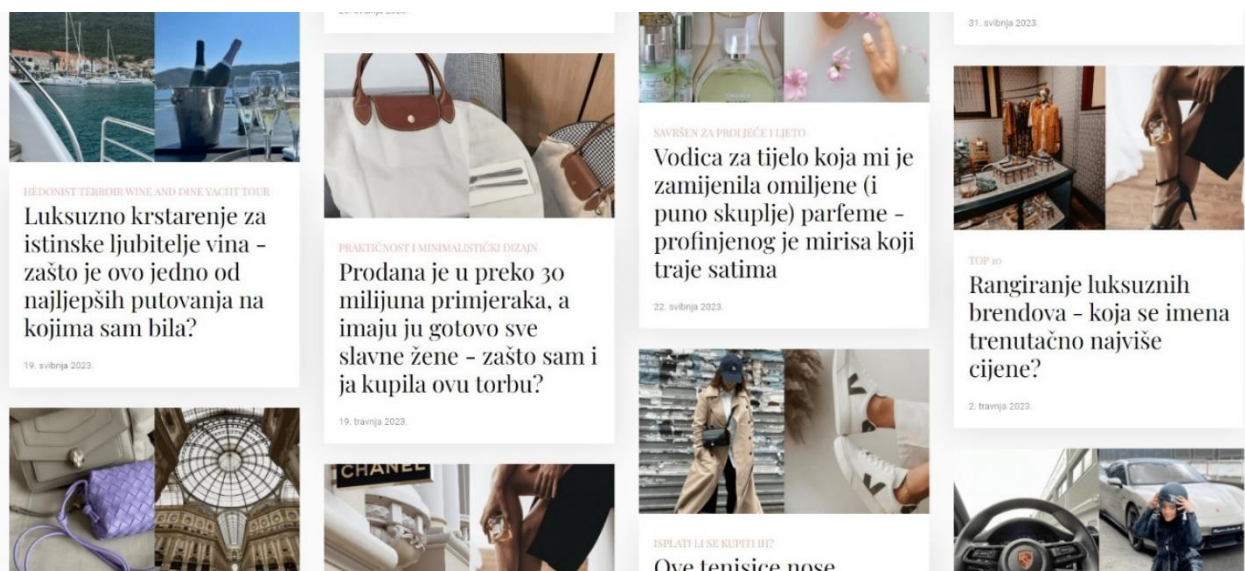 HEDONIST TERROIR WINE AND DINE YACHT TOUR
Luksuzno krstarenje za
istinske ljubitelje vina -
zašto je ovo jedno od
najljepših putovanja na
kojima sam bila?
19. svibnja 2023.
PRAKTIČNOST I MINIMALISTIČKI DIZAJN
Prodana je u preko 30
milijuna primjeraka, a
imaju ju gotovo sve
slavne žene - zašto sam i
ja kupila ovu torbu?
19. travnja 2023.
CHANEL
SAVRŠEN ZA PROLJEĆE I LJETO
Vodica za tijelo koja mi je
zamijenila omiljene (i
puno skuplje) parfeme -
profinjenog je mirisa koji
traje satima
22. svibnja 2023.
ISPLATI LI SE KUPITI IH?
Ove tenisice nose
31. svibnja 2023.
TOP 10
Rangiranje luksuznih
brendova - koja se imena
trenutačno najviše
cijene?
2. travnja 2023.